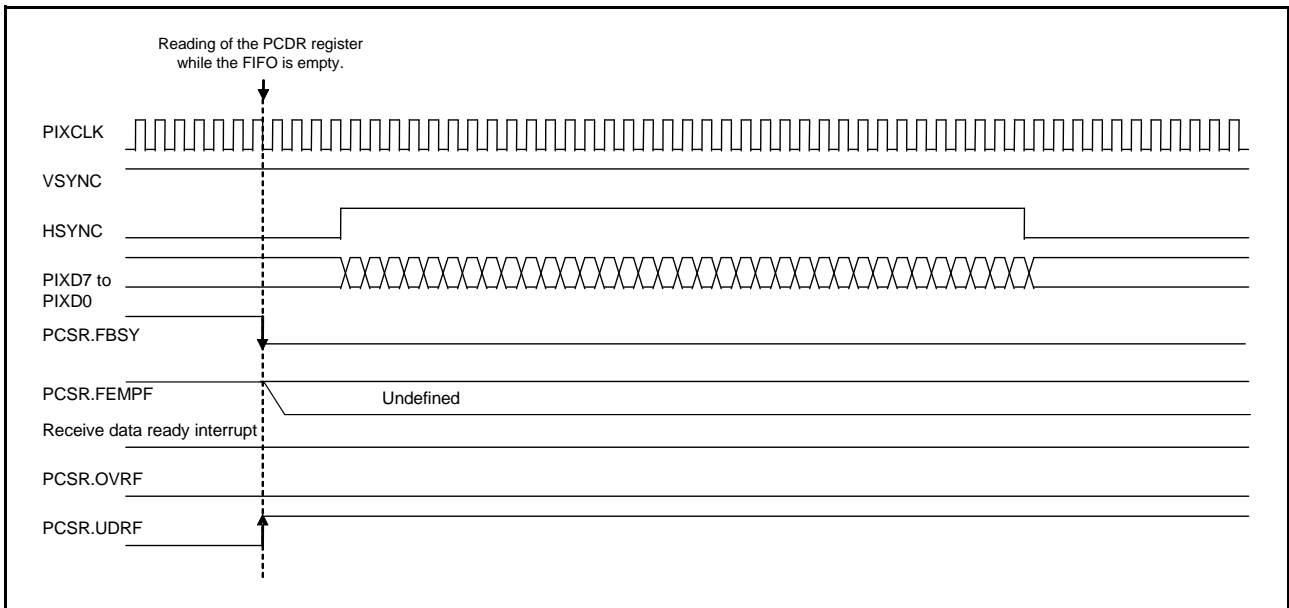 Reading of the PCDR register
while the FIFO is empty.
PIXCLK
VSYNC
HSYNC
PIXD7 to
PIXD0
PCSR.FBSY
PCSR.FEMPF
Undefined
Receive data ready interrupt
PCSR.OVRF
PCSR.UDRF